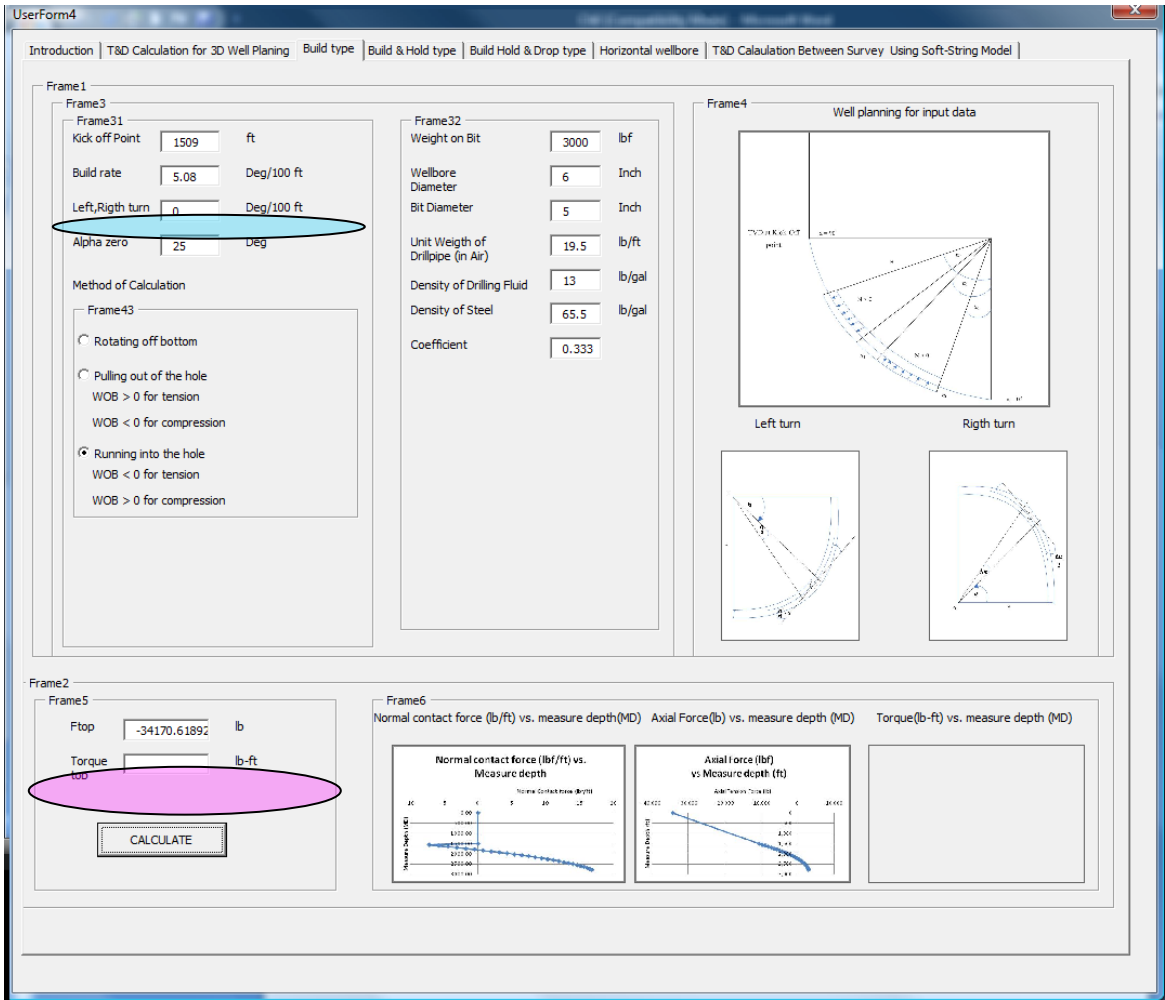 UserForm4
Introduction T&D Calculation for 3D Well Planing Build type Build & Hold type Build Hold & Drop type Horizontal wellbore T&D Calaulation Between Survey Using Soft-String Model
Frame1
Frame3
Frame31
Kick off Point 1509 ft
Build rate 5.08 Deg/100 ft
Left,Rigth turn 0 Deg/100 ft
Alpha zero 25 Deg
Method of Calculation
Frame43
Rotating off bottom
Pulling out of the hole
WOB > 0 for tension
WOB < 0 for compression
Running into the hole
WOB < 0 for tension
WOB > 0 for compression
Frame32
Weight on Bit 3000 lbf
Wellbore
Diameter 6 Inch
Bit Diameter 5 Inch
Unit Weigth of
Drillpipe (in Air) 19.5 lb/ft
Density of Drilling Fluid 13 lb/gal
Density of Steel 65.5 lb/gal
Coefficient 0.333
Frame4
Well planning for input data
Left turn Rigth turn
Frame2
Frame5
Ftop -34170.61892 lb
Torque lb-ft
top
CALCULATE
Frame6
Normal contact force (lb/ft) vs. measure depth(MD) Axial Force(lb) vs. measure depth (MD) Torque(lb-ft) vs. measure depth (MD)
Normal contact force (lbf/ft) vs.
Measure depth
Axial Force (lbf)
vs Measure depth (ft)